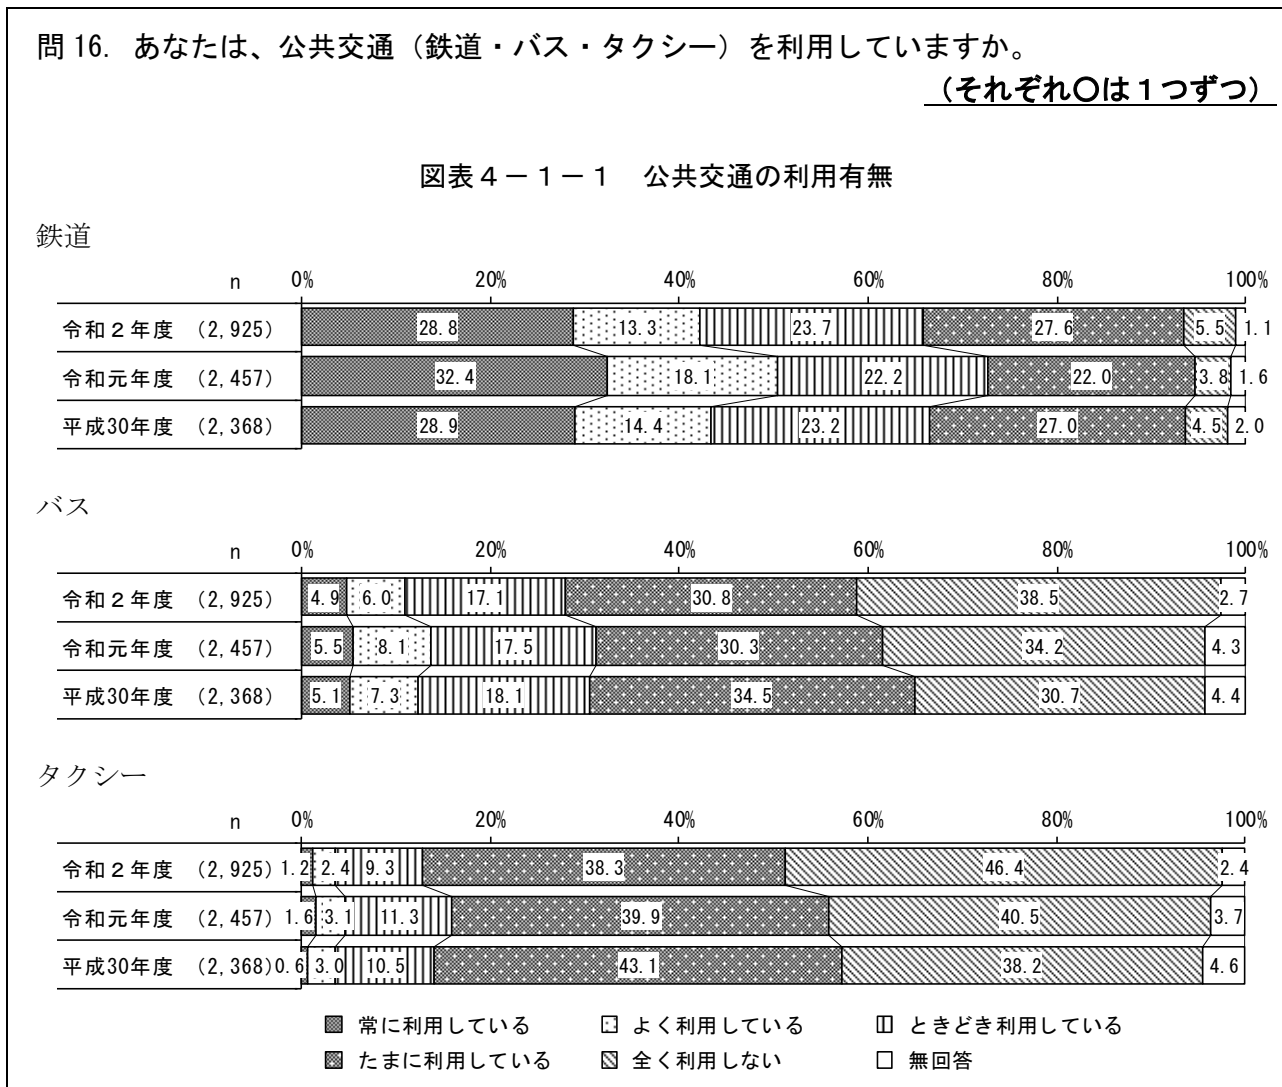 問16. あなたは、公共交通（鉄道・バス・タクシー）を利用していますか。
（それぞれ○は１つずつ）
図表４－１－１　公共交通の利用有無
鉄道
n 0% 20% 40% 60% 80% 100%
令和２年度 (2,925) 28.8 13.3 23.7 27.6 5.5 1.1
令和元年度 (2,457) 32.4 18.1 22.2 22.0 3.8 1.6
平成30年度 (2,368) 28.9 14.4 23.2 27.0 4.5 2.0
バス
n 0% 20% 40% 60% 80% 100%
令和２年度 (2,925) 4.9 6.0 17.1 30.8 38.5 2.7
令和元年度 (2,457) 5.5 8.1 17.5 30.3 34.2 4.3
平成30年度 (2,368) 5.1 7.3 18.1 34.5 30.7 4.4
タクシー
n 0% 20% 40% 60% 80% 100%
令和２年度 (2,925) 1.2 2.4 9.3 38.3 46.4 2.4
令和元年度 (2,457) 1.6 3.1 11.3 39.9 40.5 3.7
平成30年度 (2,368) 0.6 3.0 10.5 43.1 38.2 4.6
常に利用している よく利用している ときどき利用している
たまに利用している 全く利用しない 無回答